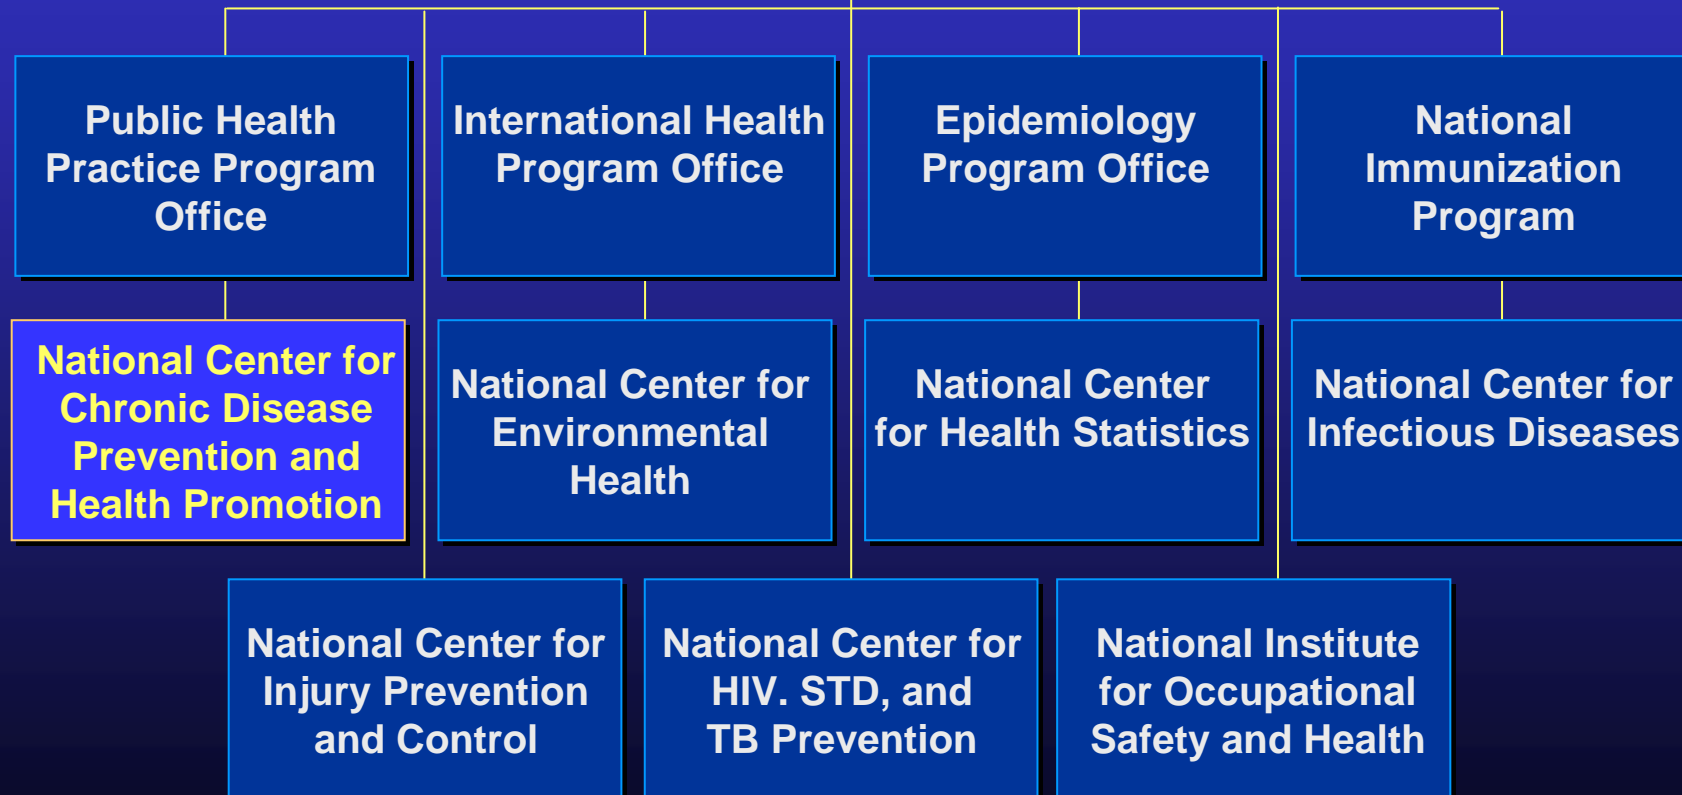 Public Health
Practice Program
Office
International Health
Program Office
Epidemiology
Program Office
National
Immunization
Program
National Center for
Chronic Disease
Prevention and
Health Promotion
National Center for
Environmental
Health
National Center
for Health Statistics
National Center for
Infectious Diseases
National Center for
Injury Prevention
and Control
National Center for
HIV. STD, and
TB Prevention
National Institute
for Occupational
Safety and Health